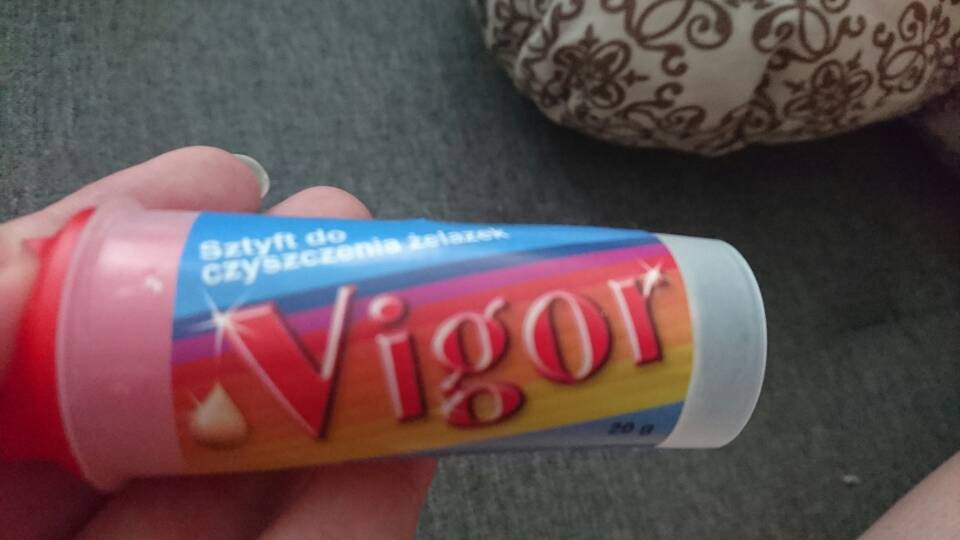 Sztyft do
czyszczenia żelazek
Vigor
20 g